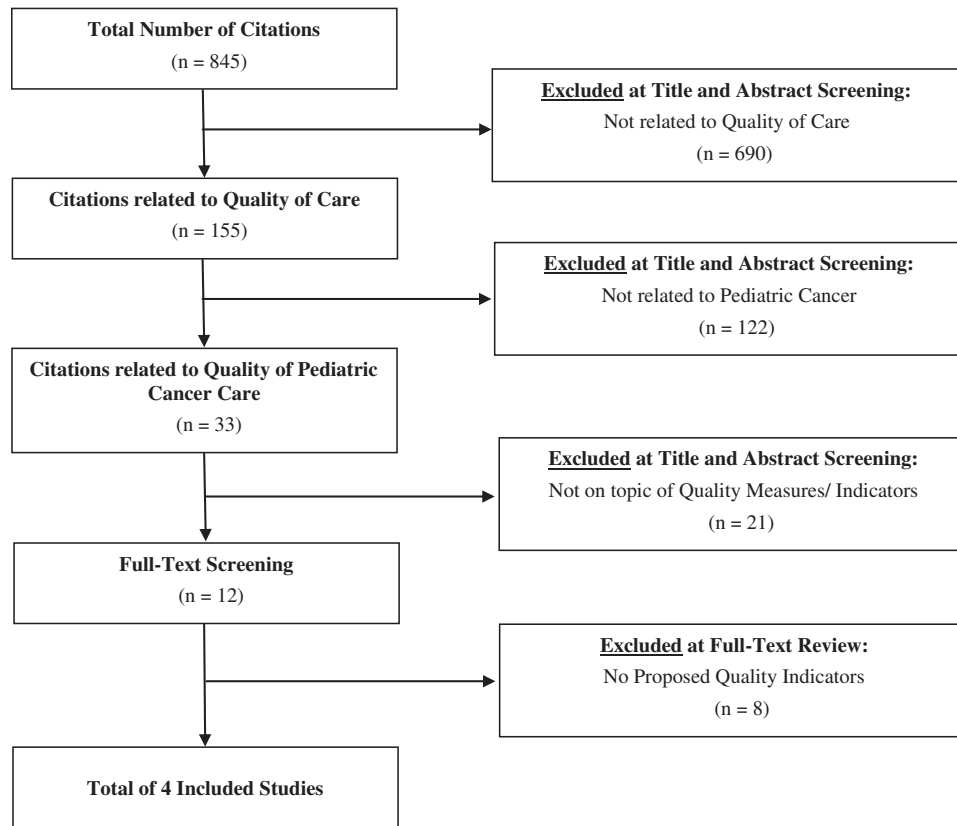 Total Number of Citations
(n = 845)
Excluded at Title and Abstract Screening:
Not related to Quality of Care
(n = 690)
Citations related to Quality of Care
(n = 155)
Excluded at Title and Abstract Screening:
Not related to Pediatric Cancer
(n = 122)
Citations related to Quality of Pediatric
Cancer Care
(n = 33)
Excluded at Title and Abstract Screening:
Not on topic of Quality Measures/ Indicators
(n = 21)
Full-Text Screening
(n = 12)
Excluded at Full-Text Review:
No Proposed Quality Indicators
(n = 8)
Total of 4 Included Studies